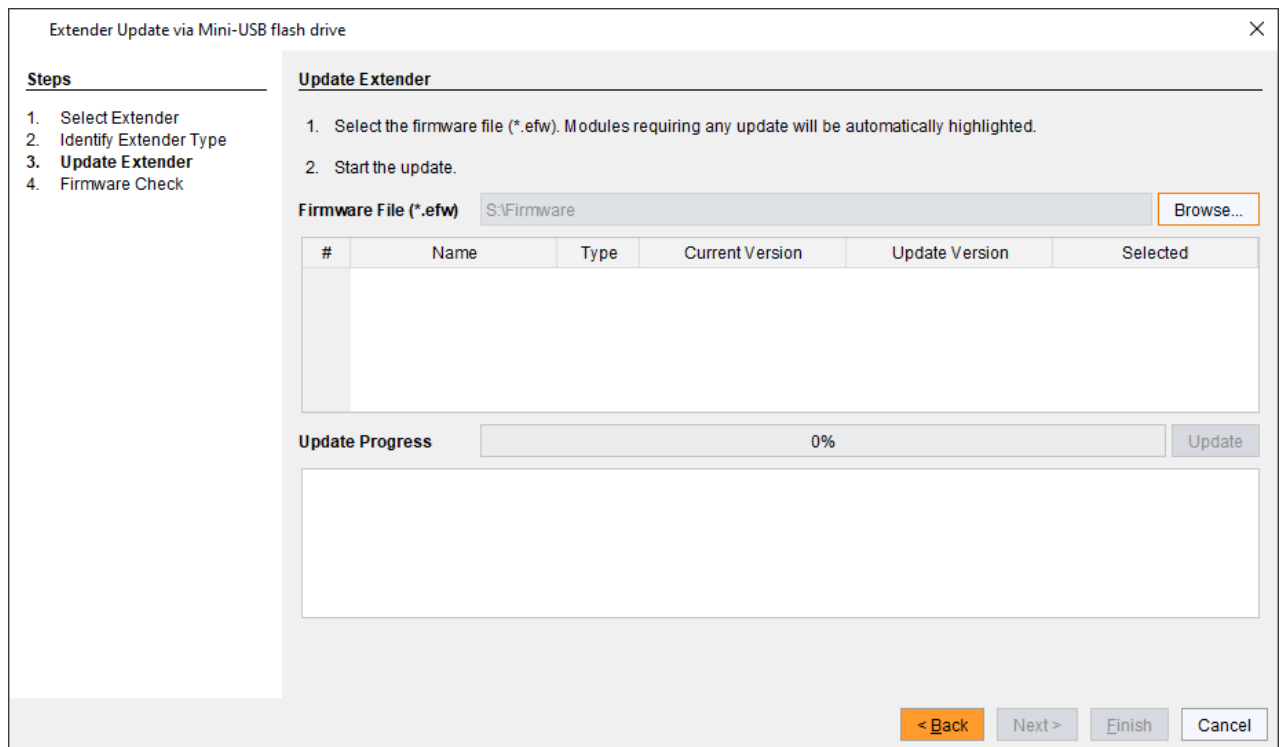 Extender Update via Mini-USB flash drive
Steps
1. Select Extender
2. Identify Extender Type
3. Update Extender
4. Firmware Check
Update Extender
1. Select the firmware file (*.efw). Modules requiring any update will be automatically highlighted.
2. Start the update.
Firmware File (*.efw) S:\Firmware Browse...
# Name Type Current Version Update Version Selected
Update Progress 0% Update
< Back Next > Finish Cancel